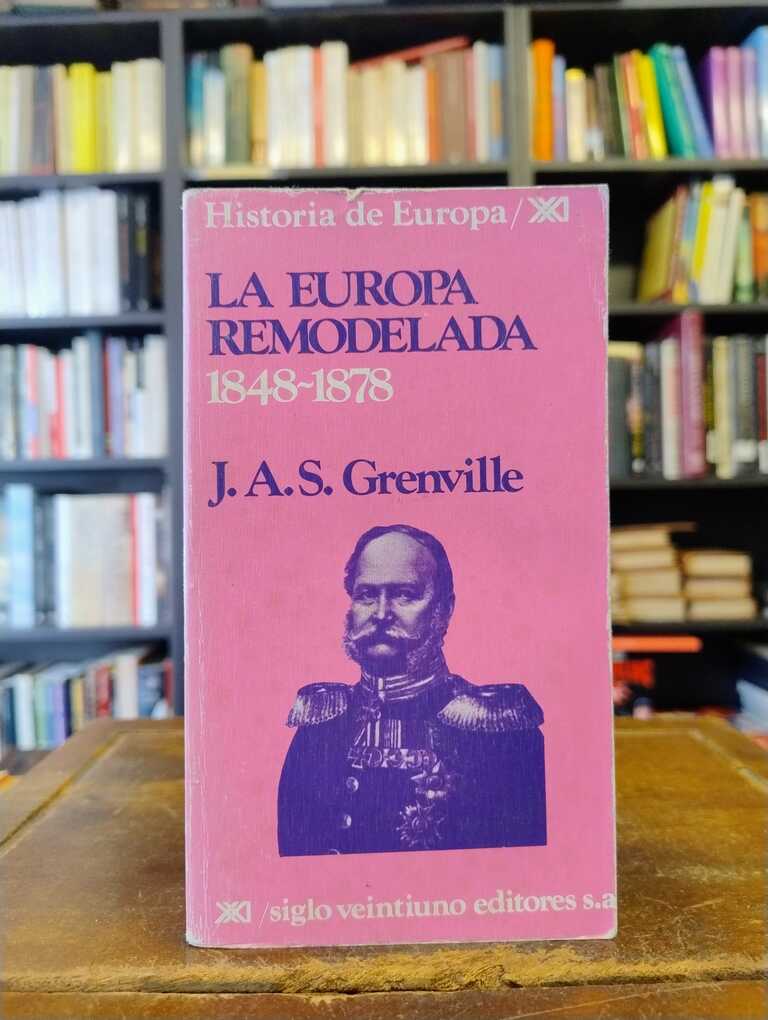 Historia de Europa/XXI
LA EUROPA
REMODELADA
1848~1878
J. A. S. Grenville
XXI/siglo veintiuno editores s.a